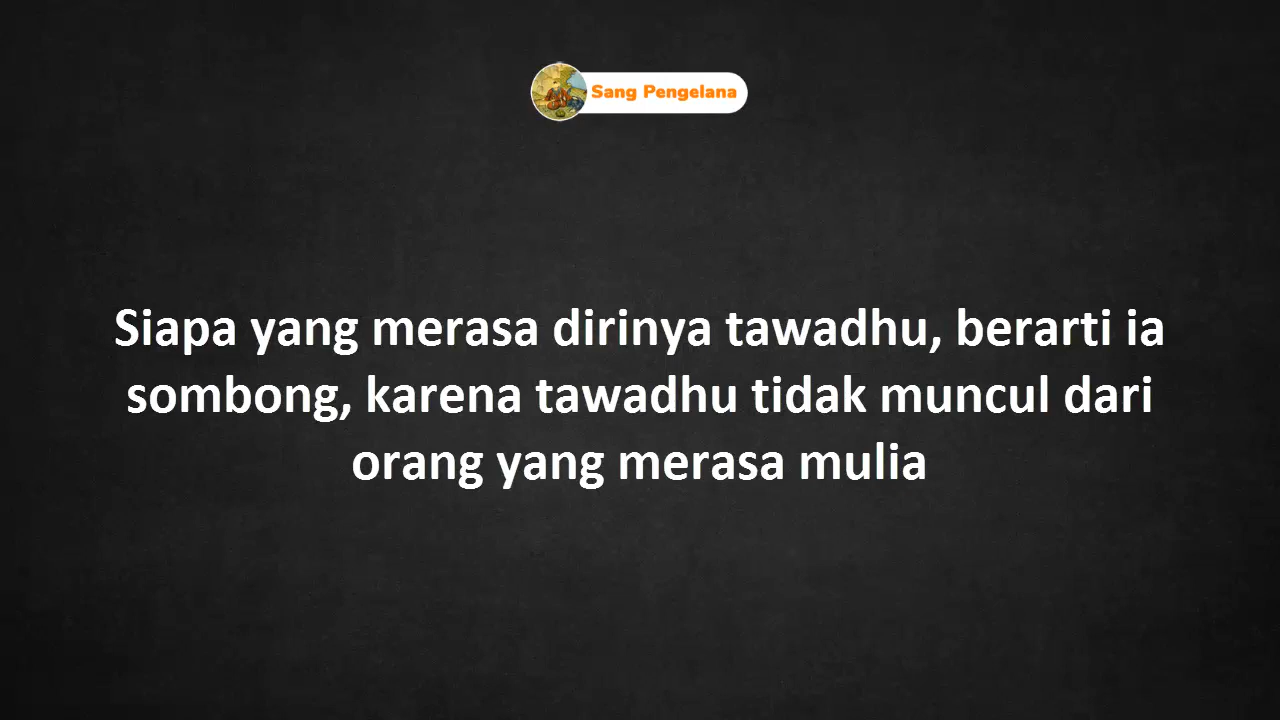 Sang Pengelana
Siapa yang merasa dirinya tawadhu, berarti ia
sombong, karena tawadhu tidak muncul dari
orang yang merasa mulia